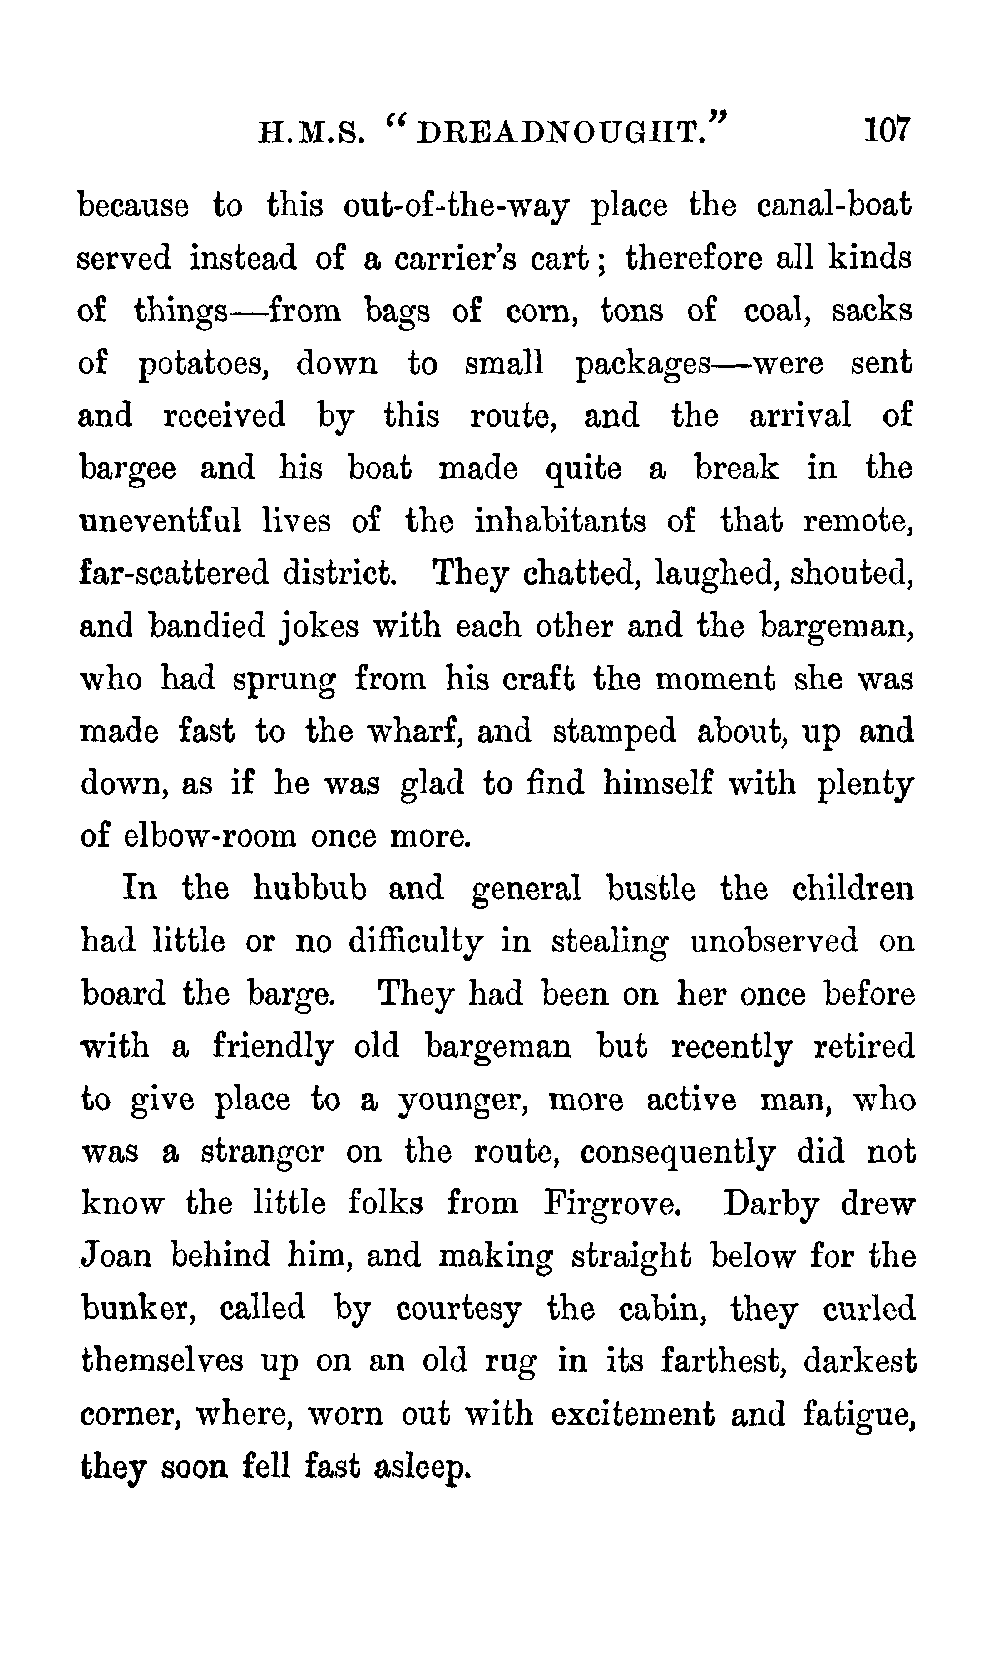 H.M.S. “DREADNOUGHT.” 107
because to this out-of-the-way place the canal-boat
served instead of a carrier’s cart; therefore all kinds
of things—from bags of corn, tons of coal, sacks
of potatoes, down to small packages—were sent
and received by this route, and the arrival of
bargee and his boat made quite a break in the
uneventful lives of the inhabitants of that remote,
far-scattered district. They chatted, laughed, shouted,
and bandied jokes with each other and the bargeman,
who had sprung from his craft the moment she was
made fast to the wharf, and stamped about, up and
down, as if he was glad to find himself with plenty
of elbow-room once more.
In the hubbub and general bustle the children
had little or no difficulty in stealing unobserved on
board the barge. They had been on her once before
with a friendly old bargeman but recently retired
to give place to a younger, more active man, who
was a stranger on the route, consequently did not
know the little folks from Firgrove. Darby drew
Joan behind him, and making straight below for the
bunker, called by courtesy the cabin, they curled
themselves up on an old rug in its farthest, darkest
corner, where, worn out with excitement and fatigue,
they soon fell fast asleep.